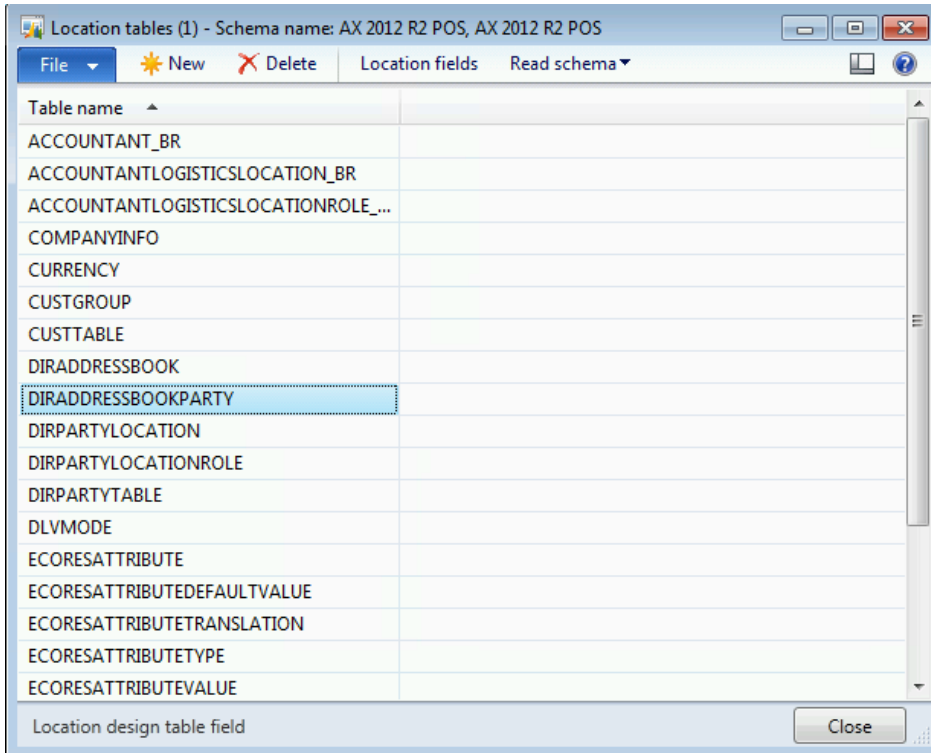 Location tables (1) - Schema name: AX 2012 R2 POS, AX 2012 R2 POS
File New Delete Location fields Read schema
Table name
ACCOUNTANT_BR
ACCOUNTANTLOGISTICSLOCATION_BR
ACCOUNTANTLOGISTICSLOCATIONROLE_...
COMPANYINFO
CURRENCY
CUSTGROUP
CUSTTABLE
DIRADDRESSBOOK
DIRADDRESSBOOKPARTY
DIRPARTYLOCATION
DIRPARTYLOCATIONROLE
DIRPARTYTABLE
DLVMODE
ECORESATTRIBUTE
ECORESATTRIBUTEDEFAULTVALUE
ECORESATTRIBUTETRANSLATION
ECORESATTRIBUTETYPE
ECORESATTRIBUTEVALUE
Location design table field Close